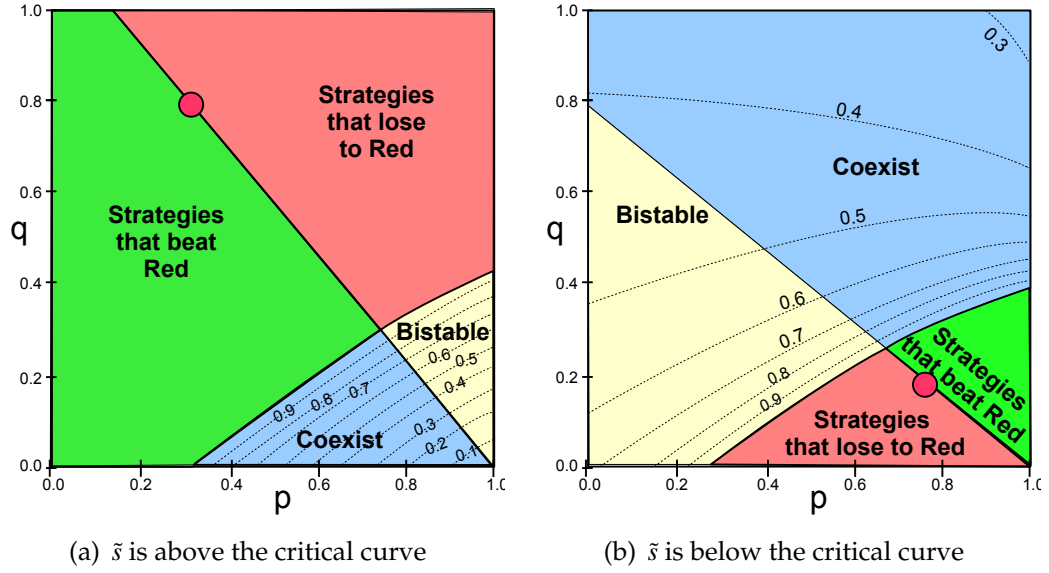 1.0
0.8
0.6
0.4
0.2
0.0
q
0.0
0.2
0.4
0.6
0.8
1.0
p
Strategies
that lose
to Red
Strategies
that beat
Red
Bistable
0.6
0.5
0.4
0.9
0.8
0.7
Coexist
0.3
0.2
0.1
(a) s̃ is above the critical curve
1.0
0.8
0.6
0.4
0.2
0.0
q
0.0
0.2
0.4
0.6
0.8
1.0
p
0.3
0.4
Coexist
Bistable
0.5
0.6
0.7
0.8
0.9
Strategies
that beat Red
Strategies
that lose to Red
(b) s̃ is below the critical curve